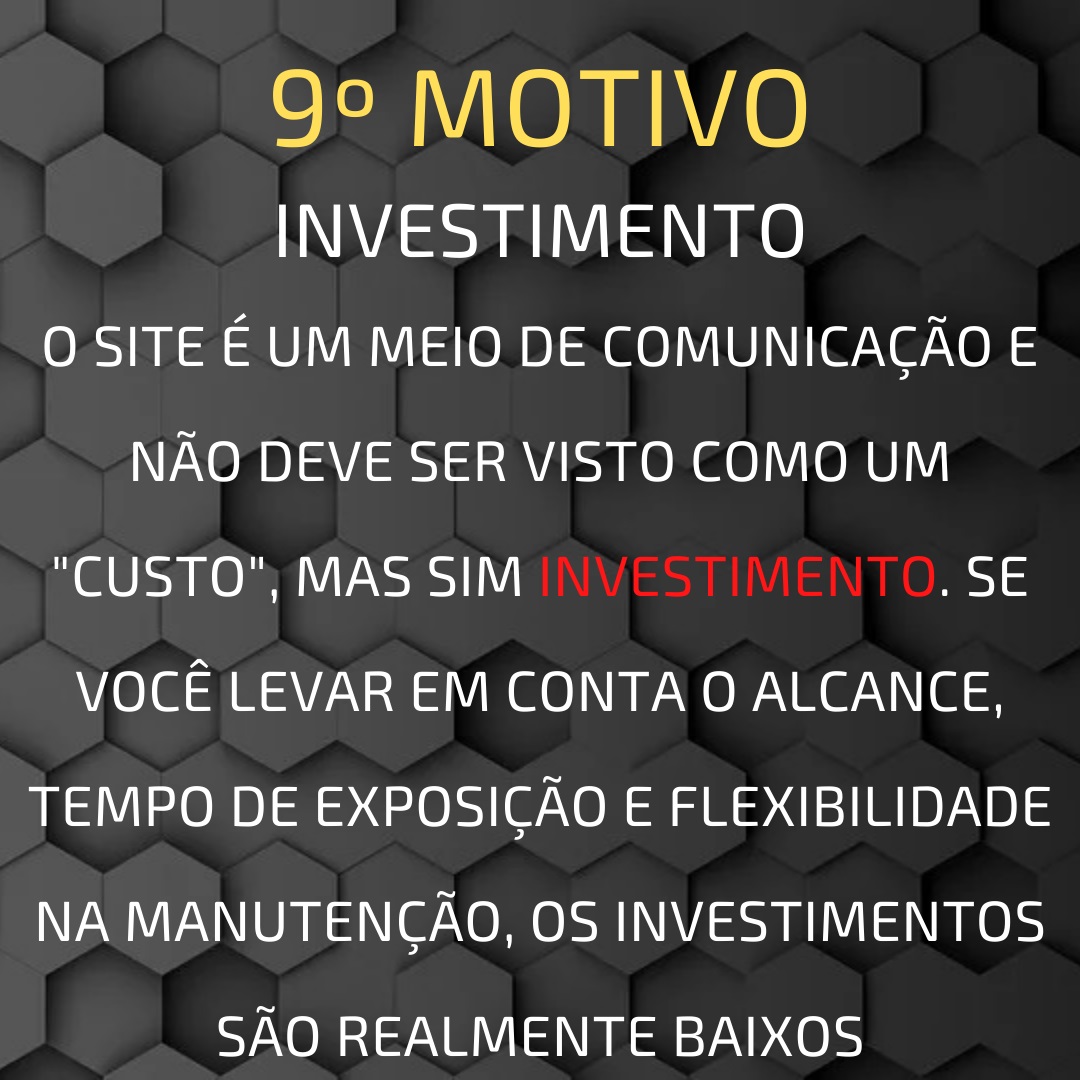 9º MOTIVO
INVESTIMENTO
O SITE É UM MEIO DE COMUNICAÇÃO E
NÃO DEVE SER VISTO COMO UM
"CUSTO", MAS SIM INVESTIMENTO. SE
VOCÊ LEVAR EM CONTA O ALCANCE,
TEMPO DE EXPOSIÇÃO E FLEXIBILIDADE
NA MANUTENÇÃO, OS INVESTIMENTOS
SÃO REALMENTE BAIXOS